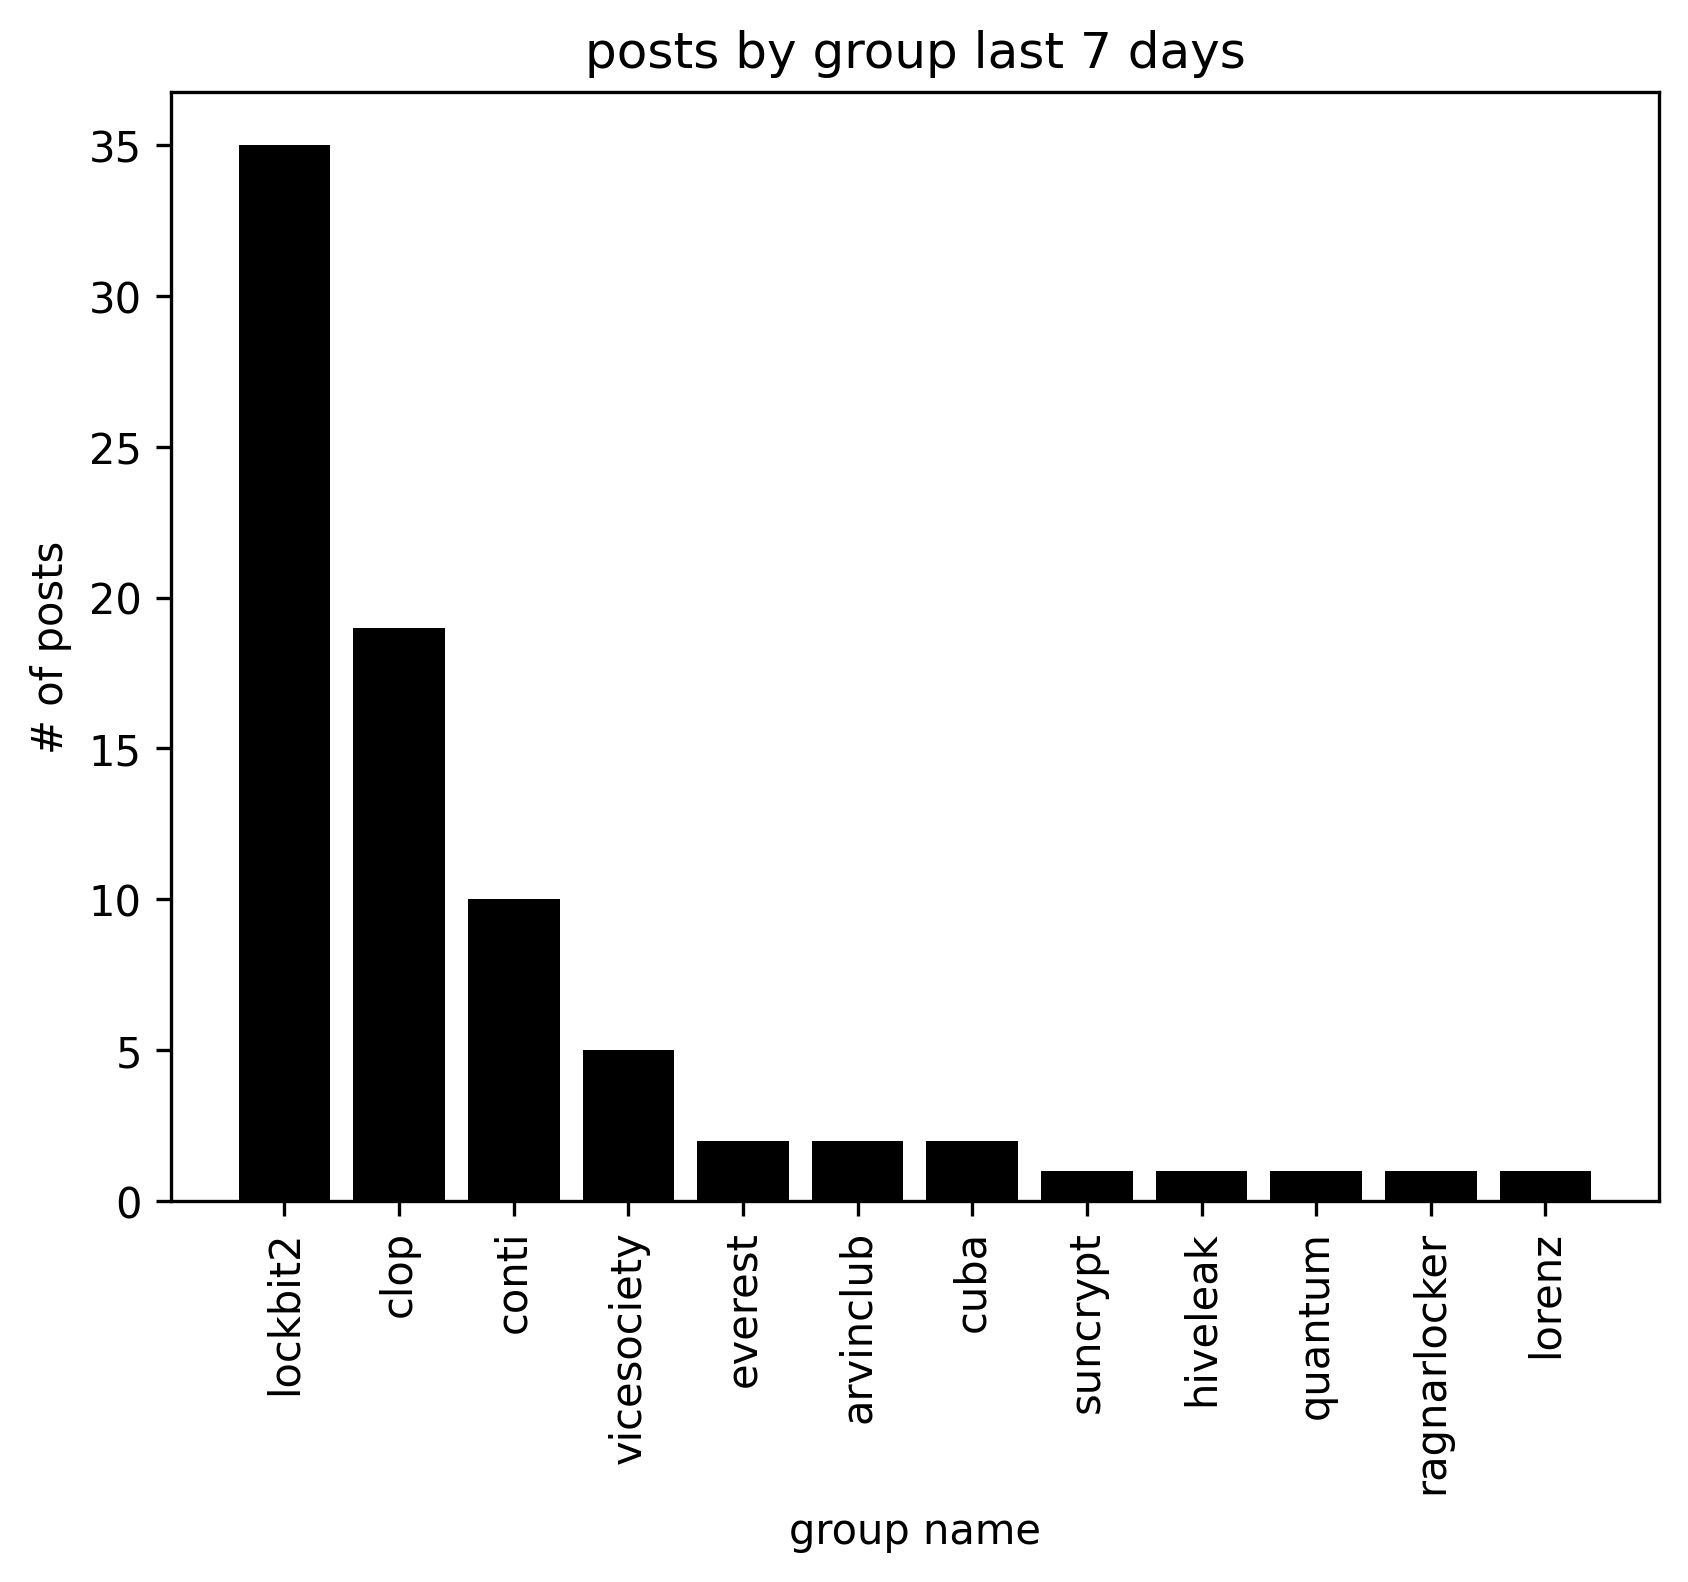 posts by group last 7 days
35
30
25
20
15
10
5
0
# of posts
lockbit2
clop
conti
vicesociety
everest
arvinclub
cuba
suncrypt
hiveleak
quantum
ragnarlocker
lorenz
group name